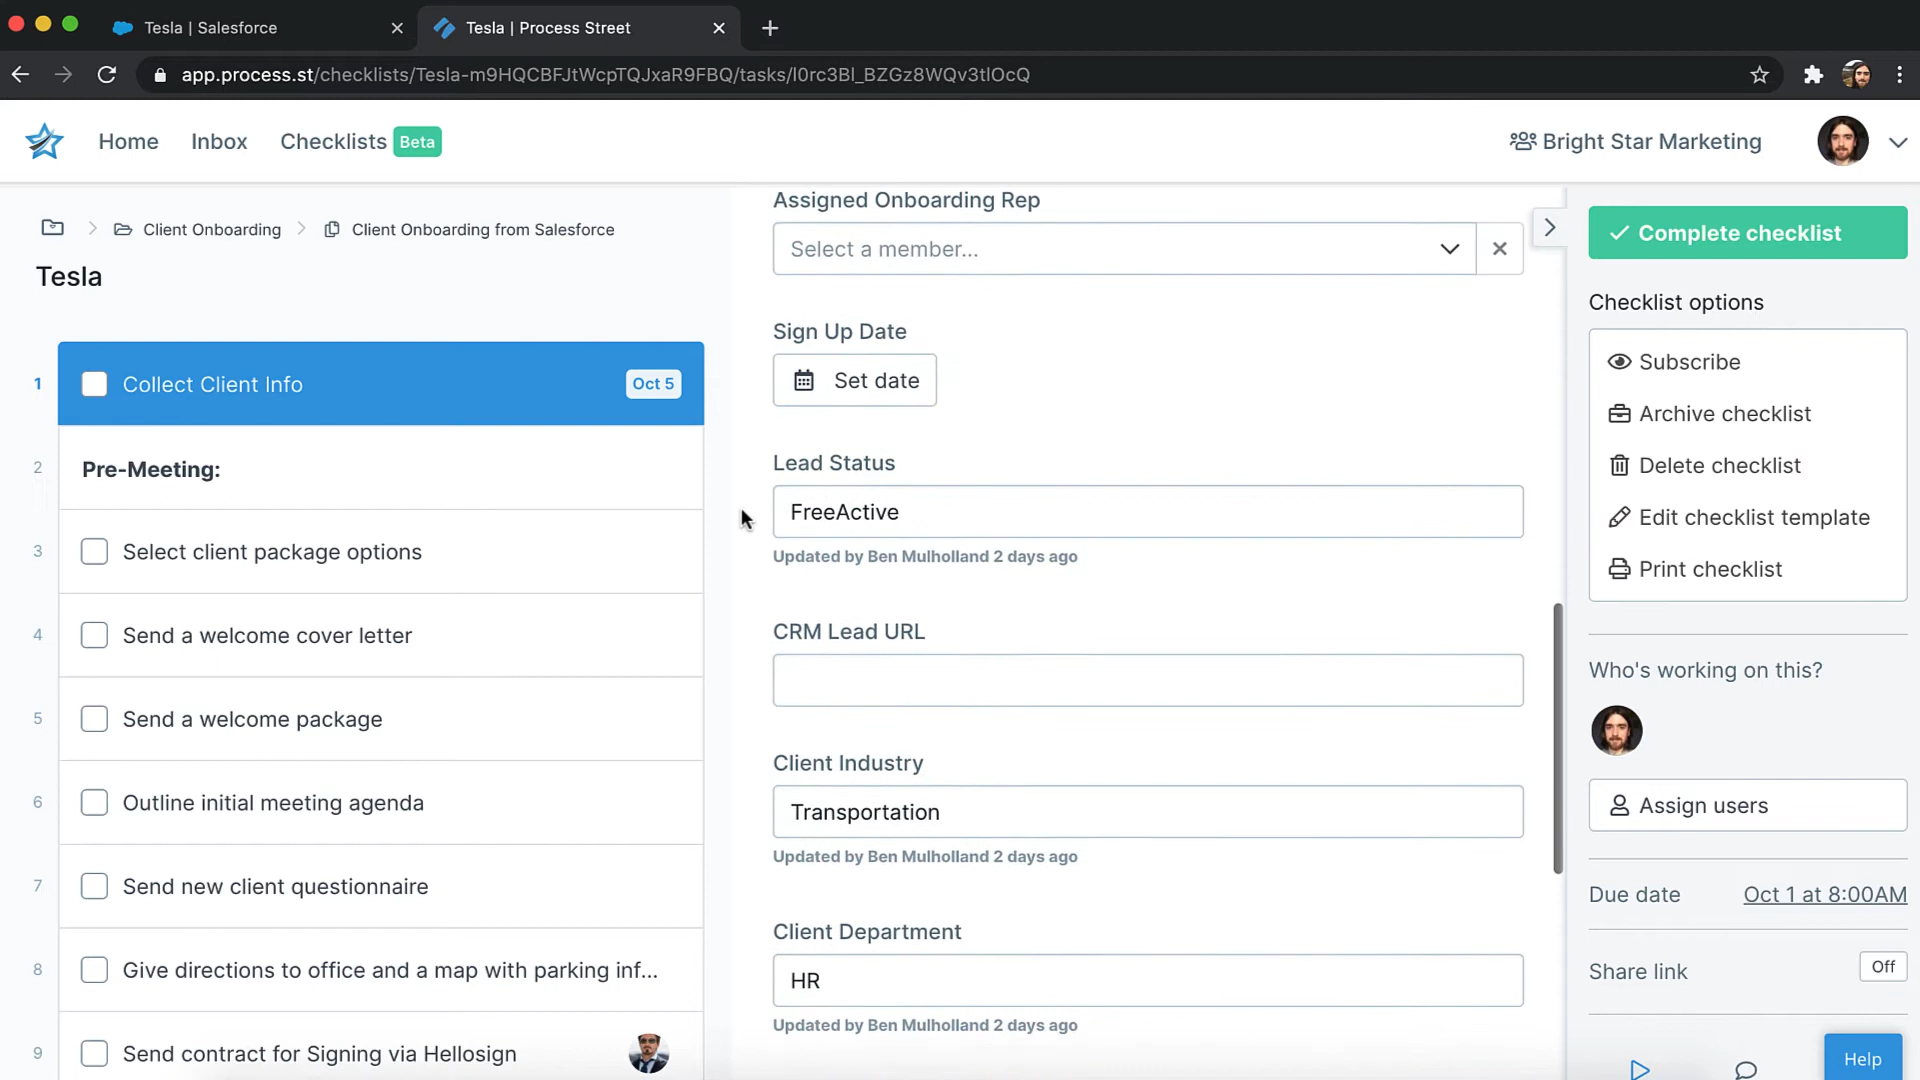 Tesla | Salesforce
Tesla | Process Street
app.process.st/checklists/Tesla-m9HQCBFJtWcpTQJxaR9FBQ/tasks/l0rc3Bl_BZGz8WQv3tlOcQ
Home
Inbox
Checklists Beta
Bright Star Marketing
Client Onboarding
Client Onboarding from Salesforce
Tesla
1 Collect Client Info Oct 5
2 Pre-Meeting:
3 Select client package options
4 Send a welcome cover letter
5 Send a welcome package
6 Outline initial meeting agenda
7 Send new client questionnaire
8 Give directions to office and a map with parking inf...
9 Send contract for Signing via Hellosign
Assigned Onboarding Rep
Select a member...
Sign Up Date
Set date
Lead Status
FreeActive
Updated by Ben Mulholland 2 days ago
CRM Lead URL
Client Industry
Transportation
Updated by Ben Mulholland 2 days ago
Client Department
HR
Updated by Ben Mulholland 2 days ago
Complete checklist
Checklist options
Subscribe
Archive checklist
Delete checklist
Edit checklist template
Print checklist
Who's working on this?
Assign users
Due date Oct 1 at 8:00AM
Share link Off
Help